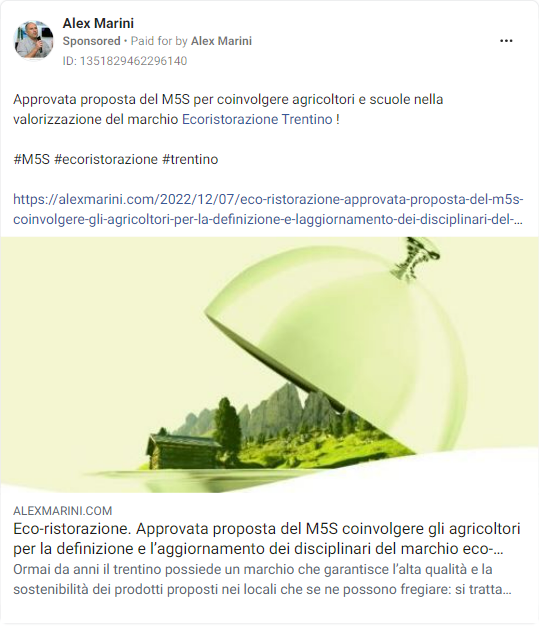 Alex Marini
Sponsored • Paid for by Alex Marini
ID: 1351829462296140
Approvata proposta del M5S per coinvolgere agricoltori e scuole nella
valorizzazione del marchio Ecoristorazione Trentino !
#M5S #ecoristorazione #trentino
https://alexmarini.com/2022/12/07/eco-ristorazione-approvata-proposta-del-m5s-
coinvolgere-gli-agricoltori-per-la-definizione-e-laggiornamento-dei-disciplinari-del-...
ALEXMARINI.COM
Eco-ristorazione. Approvata proposta del M5S coinvolgere gli agricoltori
per la definizione e l’aggiornamento dei disciplinari del marchio eco-...
Ormai da anni il trentino possiede un marchio che garantisce l’alta qualità e la
sostenibilità dei prodotti proposti nei locali che se ne possono fregiare: si tratta...